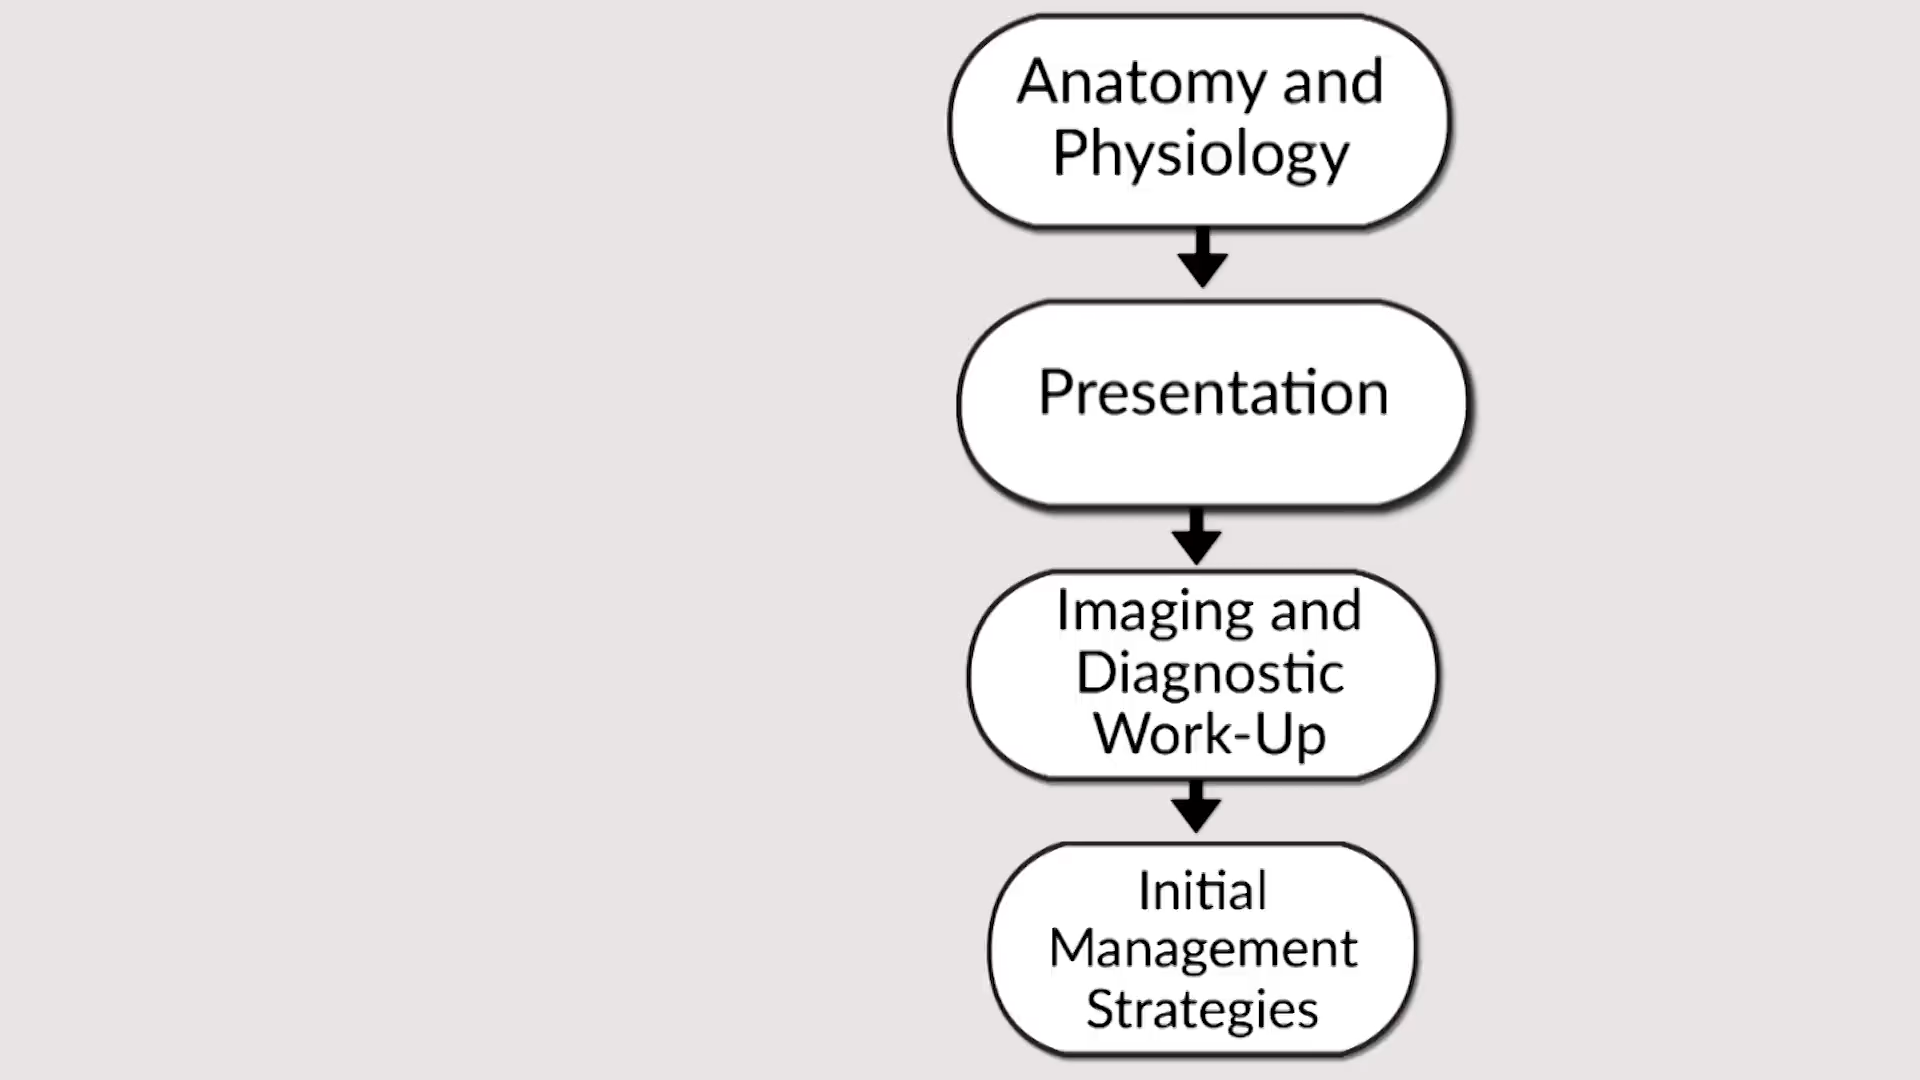 Anatomy and
Physiology
Presentation
Imaging and
Diagnostic
Work-Up
Initial
Management
Strategies